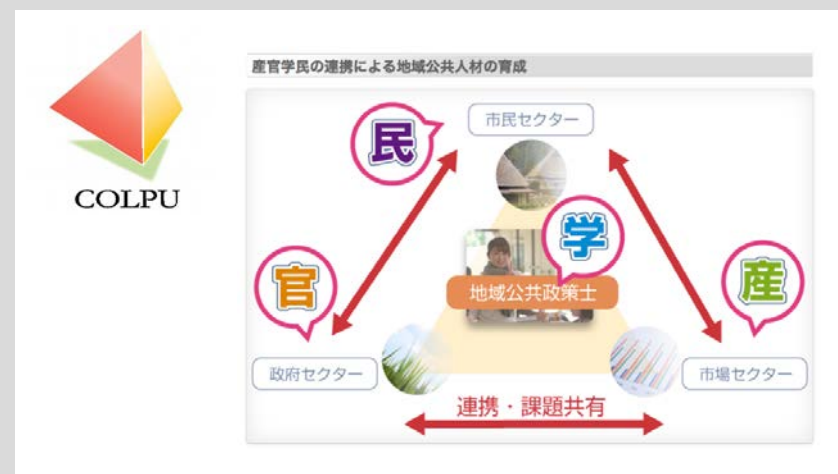 産官学民の連携による地域公共人材の育成
民
市民セクター
COLPU
学
官
産
地域公共政策士
政府セクター
市場セクター
連携・課題共有